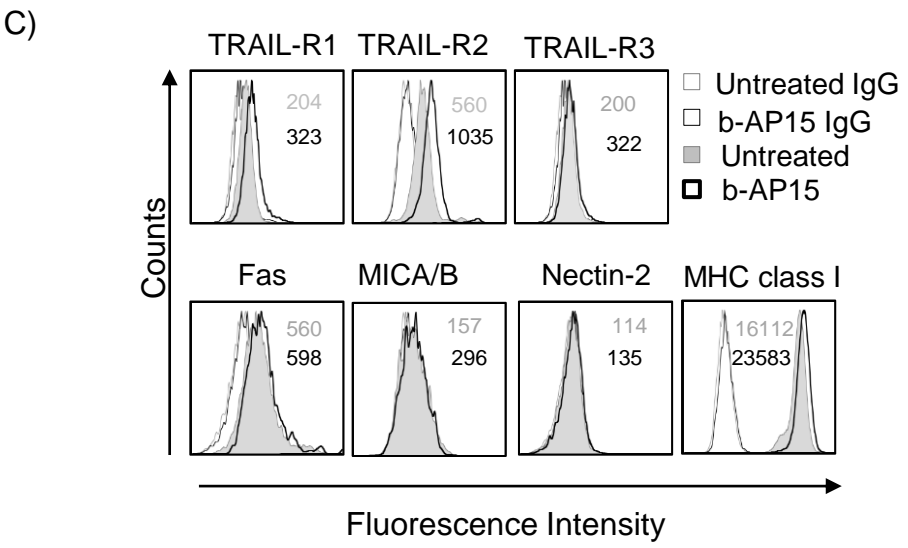 C)
TRAIL-R1 TRAIL-R2 TRAIL-R3
204
323
560
1035
200
322
Untreated IgG
b-AP15 IgG
Untreated
b-AP15
Counts
Fas MICA/B Nectin-2 MHC class I
560
598
157
296
114
135
16112
23583
Fluorescence Intensity